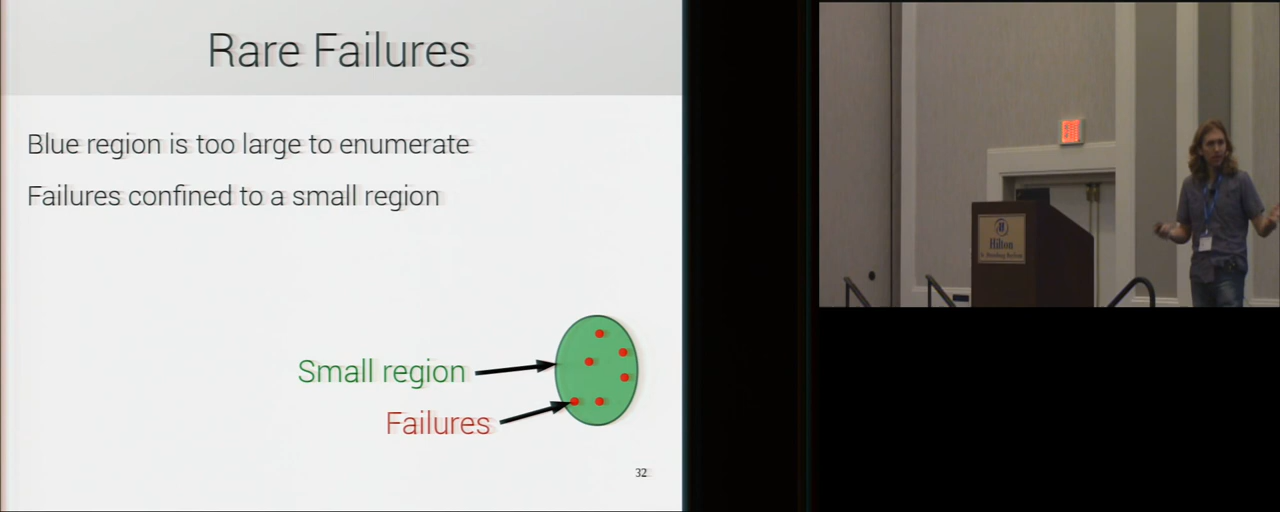 Rare Failures
Blue region is too large to enumerate
Failures confined to a small region
Small region
Failures
32
Hilton